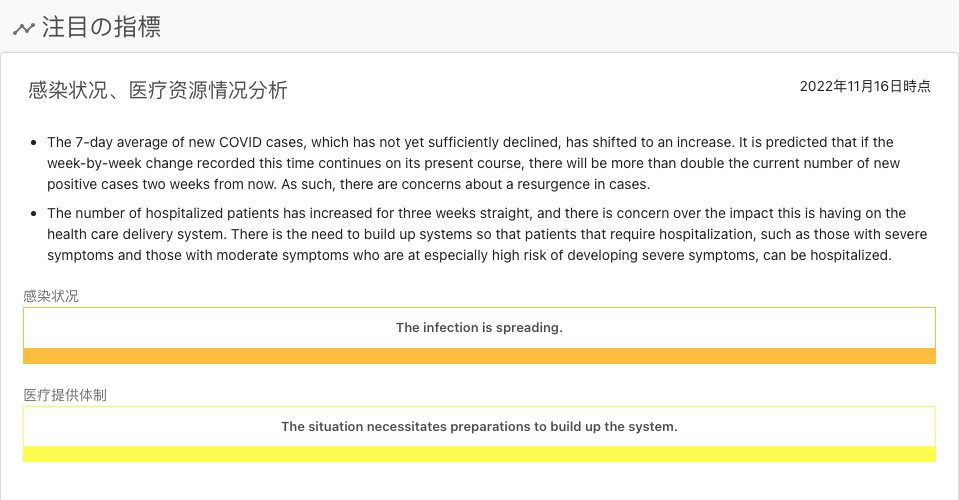 注目の指標
感染状况、医疗资源情况分析
2022年11月16日時点
The 7-day average of new COVID cases, which has not yet sufficiently declined, has shifted to an increase. It is predicted that if the
week-by-week change recorded this time continues on its present course, there will be more than double the current number of new
positive cases two weeks from now. As such, there are concerns about a resurgence in cases.
The number of hospitalized patients has increased for three weeks straight, and there is concern over the impact this is having on the
health care delivery system. There is the need to build up systems so that patients that require hospitalization, such as those with severe
symptoms and those with moderate symptoms who are at especially high risk of developing severe symptoms, can be hospitalized.
感染状况
The infection is spreading.
医疗提供体制
The situation necessitates preparations to build up the system.